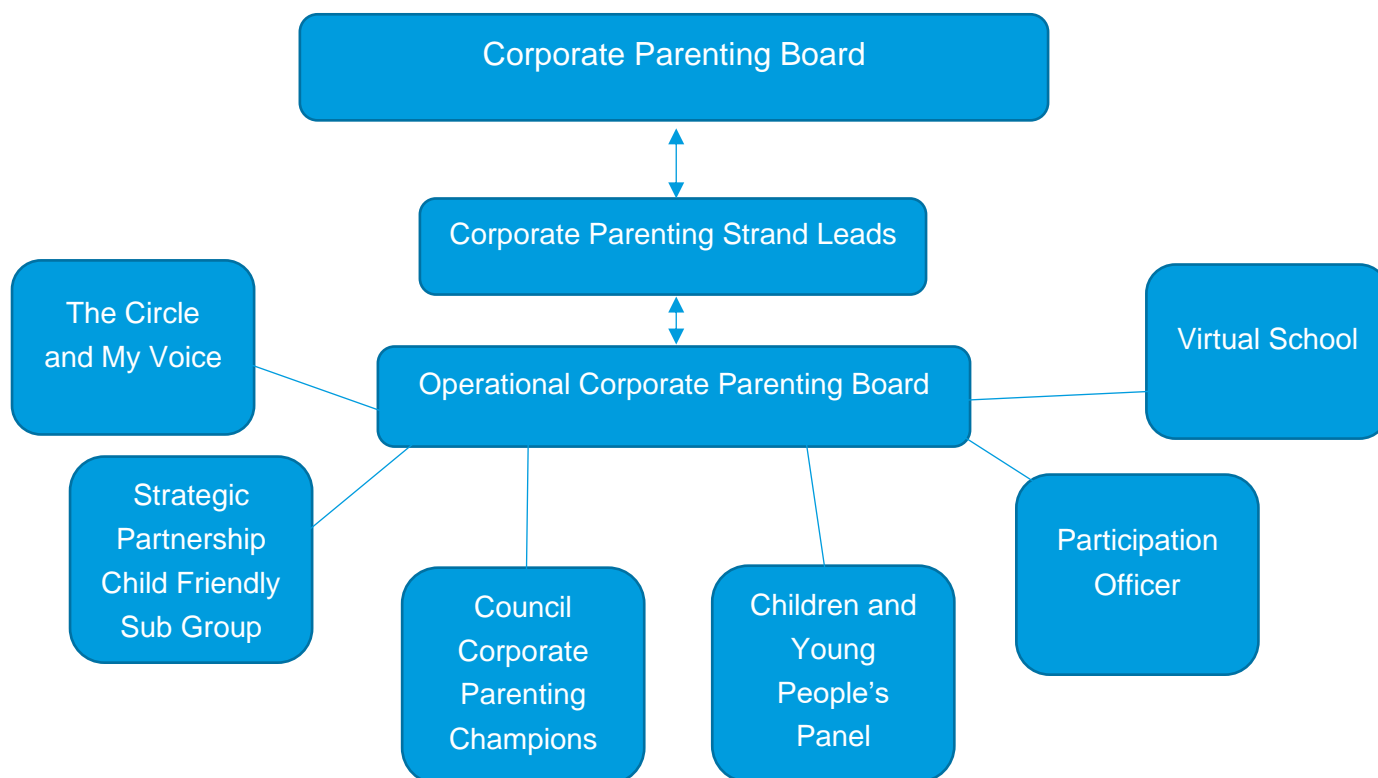 Corporate Parenting Board
Corporate Parenting Strand Leads
The Circle
and My Voice
Virtual School
Operational Corporate Parenting Board
Strategic
Partnership
Child Friendly
Sub Group
Participation
Officer
Council
Corporate
Parenting
Champions
Children and
Young
People’s
Panel